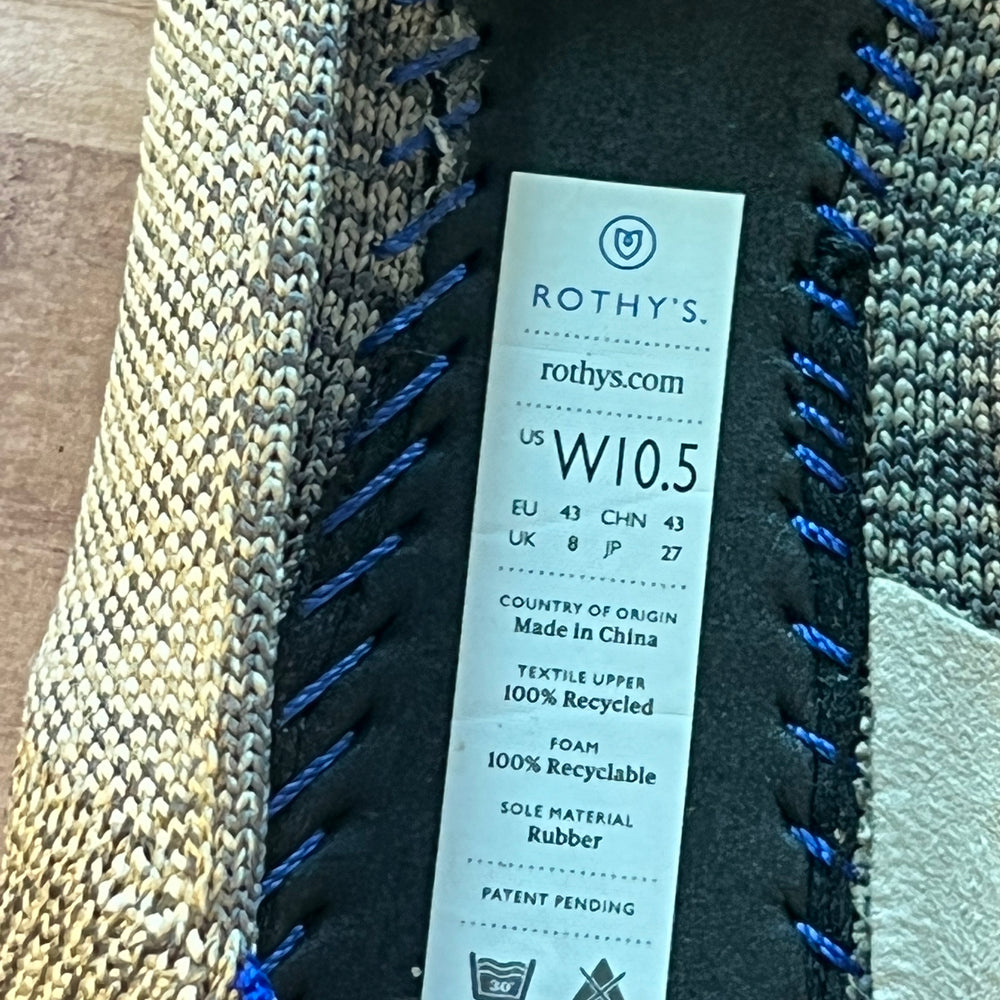 ROTHY'S.
rothys.com
US W10.5
EU 43 CHN 43
UK 8 JP 27
COUNTRY OF ORIGIN
Made in China
TEXTILE UPPER
100% Recycled
FOAM
100% Recyclable
SOLE MATERIAL
Rubber
PATENT PENDING
30°